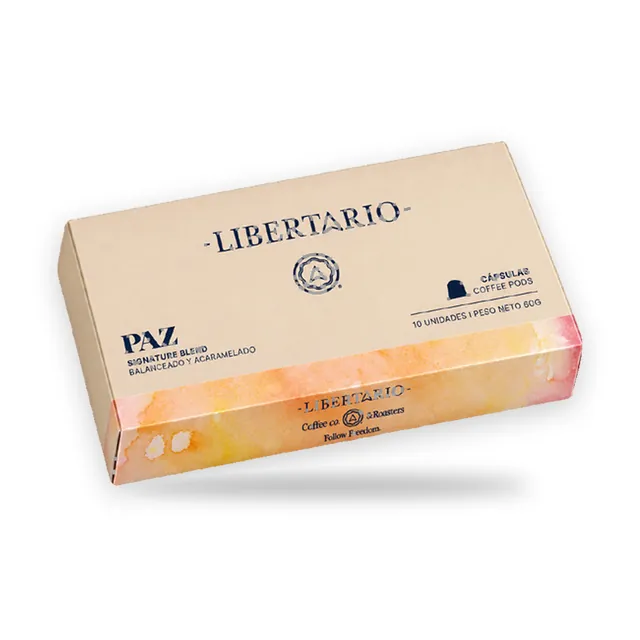 -LIBERTARIO-
CÁPSULAS
COFFEE PODS
10 UNIDADES | PESO NETO 60G
PAZ
SIGNATURE BLEND
BALANCEADO Y ACARAMELADO
-LIBERTARIO-
Coffee co. & Roasters
Follow Freedom.